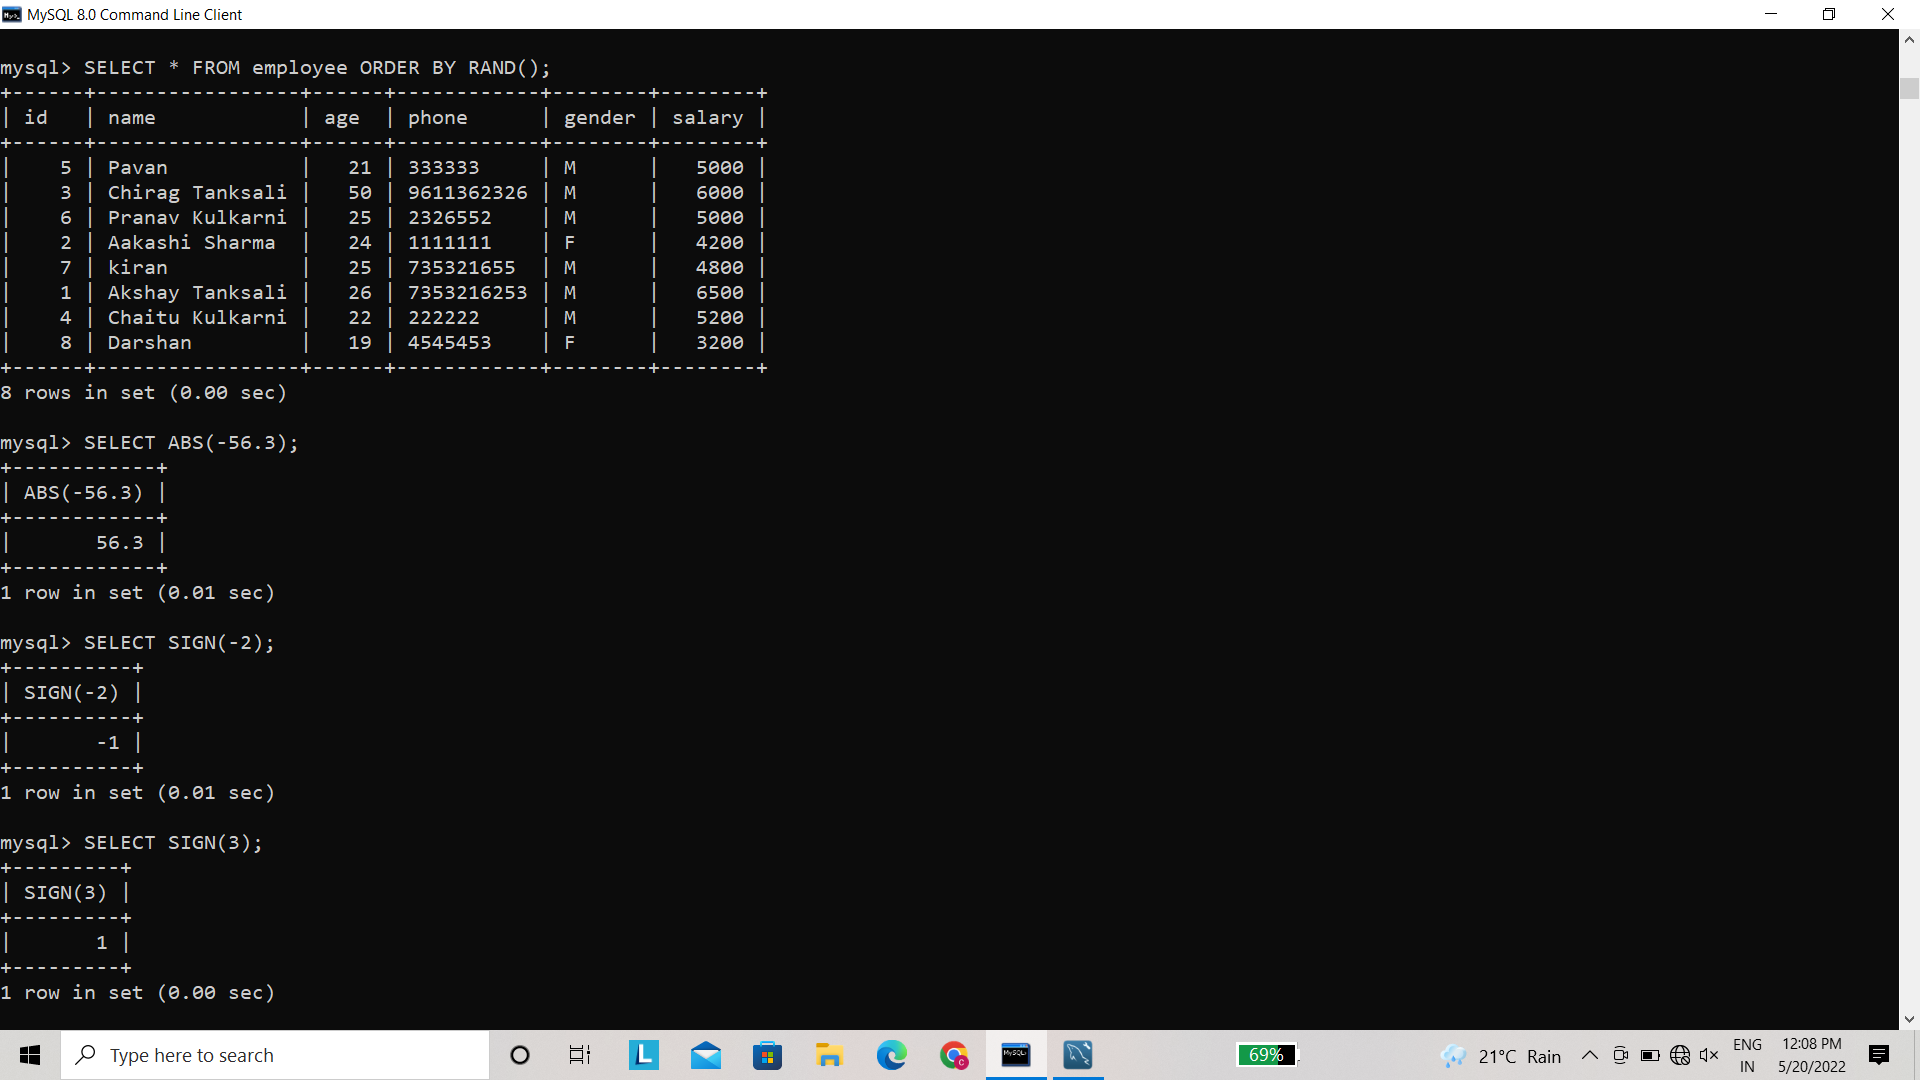 MySQL 8.0 Command Line Client
mysql> SELECT * FROM employee ORDER BY RAND();
+------+-----------------+------+------------+--------+--------+
| id   | name            | age  | phone      | gender | salary |
+------+-----------------+------+------------+--------+--------+
|    5 | Pavan           |   21 | 333333     | M      |   5000 |
|    3 | Chirag Tanksali |   50 | 9611362326 | M      |   6000 |
|    6 | Pranav Kulkarni |   25 | 2326552    | M      |   5000 |
|    2 | Aakashi Sharma  |   24 | 1111111    | F      |   4200 |
|    7 | kiran           |   25 | 735321655  | M      |   4800 |
|    1 | Akshay Tanksali |   26 | 7353216253 | M      |   6500 |
|    4 | Chaitu Kulkarni |   22 | 222222     | M      |   5200 |
|    8 | Darshan         |   19 | 4545453    | F      |   3200 |
+------+-----------------+------+------------+--------+--------+
8 rows in set (0.00 sec)
mysql> SELECT ABS(-56.3);
+------------+
| ABS(-56.3) |
+------------+
|       56.3 |
+------------+
1 row in set (0.01 sec)
mysql> SELECT SIGN(-2);
+----------+
| SIGN(-2) |
+----------+
|       -1 |
+----------+
1 row in set (0.01 sec)
mysql> SELECT SIGN(3);
+---------+
| SIGN(3) |
+---------+
|       1 |
+---------+
1 row in set (0.00 sec)
Type here to search
L
C
MySQL
69%
21°C Rain
ENG
IN
12:08 PM
5/20/2022